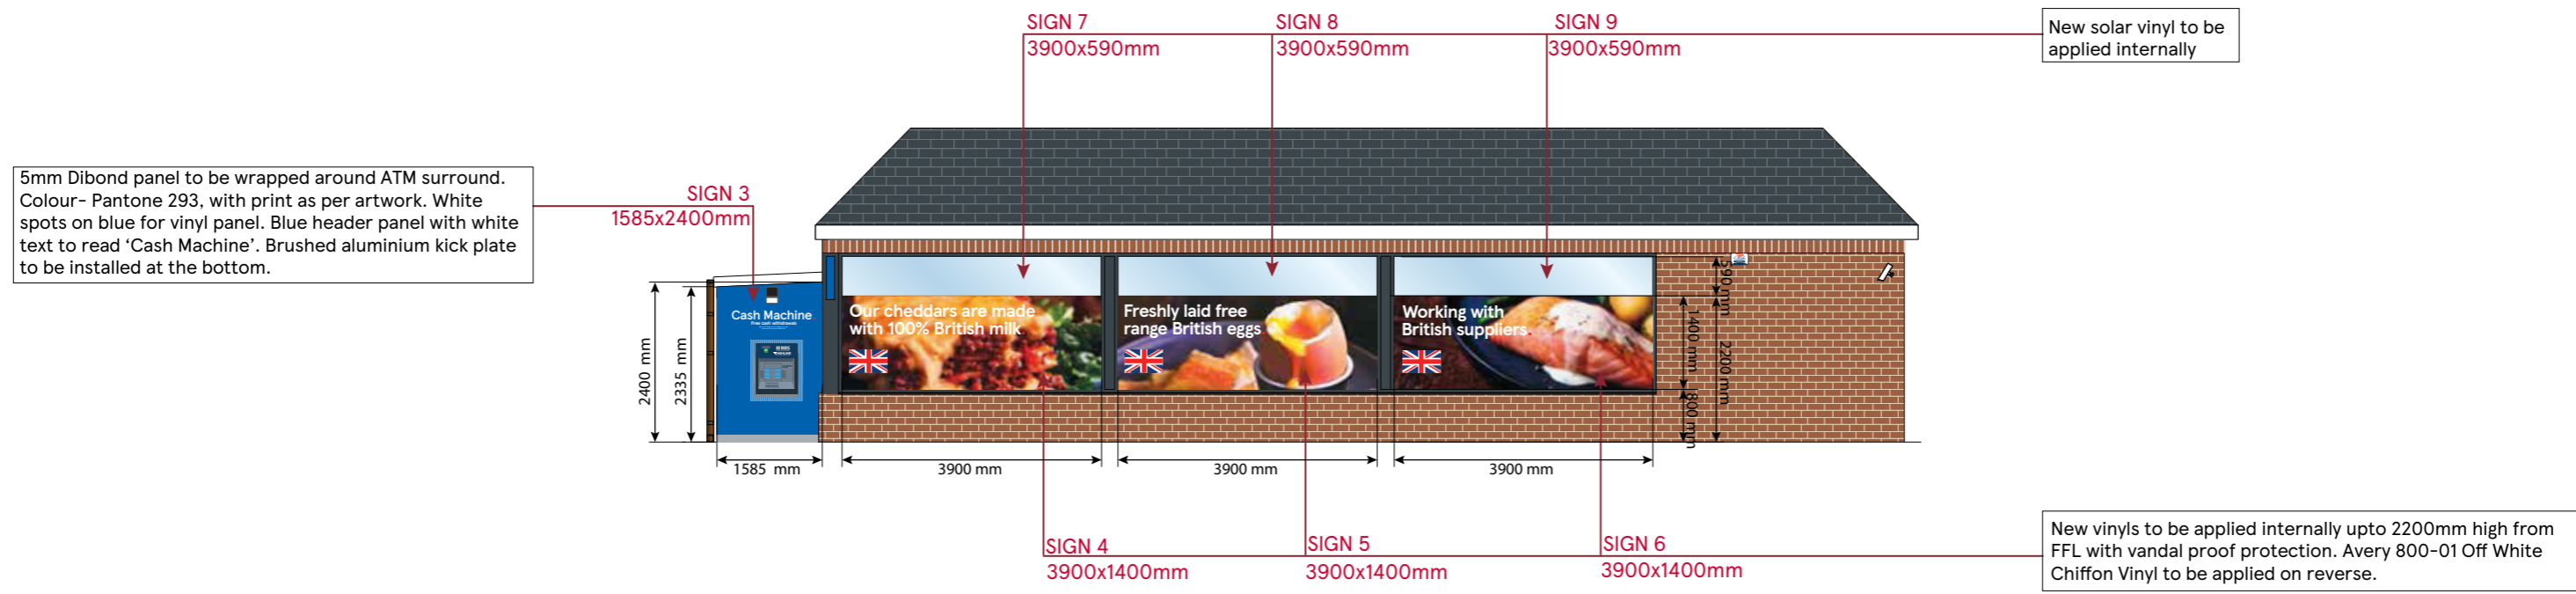 SIGN 7
3900x590mm
SIGN 8
3900x590mm
SIGN 9
3900x590mm
New solar vinyl to be
applied internally
5mm Dibond panel to be wrapped around ATM surround.
Colour- Pantone 293, with print as per artwork. White
spots on blue for vinyl panel. Blue header panel with white
text to read ‘Cash Machine’. Brushed aluminium kick plate
to be installed at the bottom.
SIGN 3
1585x2400mm
Cash Machine
Free cash withdrawals
Our cheddars are made
with 100% British milk
Freshly laid free
range British eggs
Working with
British suppliers.
590 mm
1400 mm
2200 mm
800 mm
2400 mm
2335 mm
1585 mm
3900 mm
3900 mm
3900 mm
SIGN 4
3900x1400mm
SIGN 5
3900x1400mm
SIGN 6
3900x1400mm
New vinyls to be applied internally upto 2200mm high from
FFL with vandal proof protection. Avery 800-01 Off White
Chiffon Vinyl to be applied on reverse.